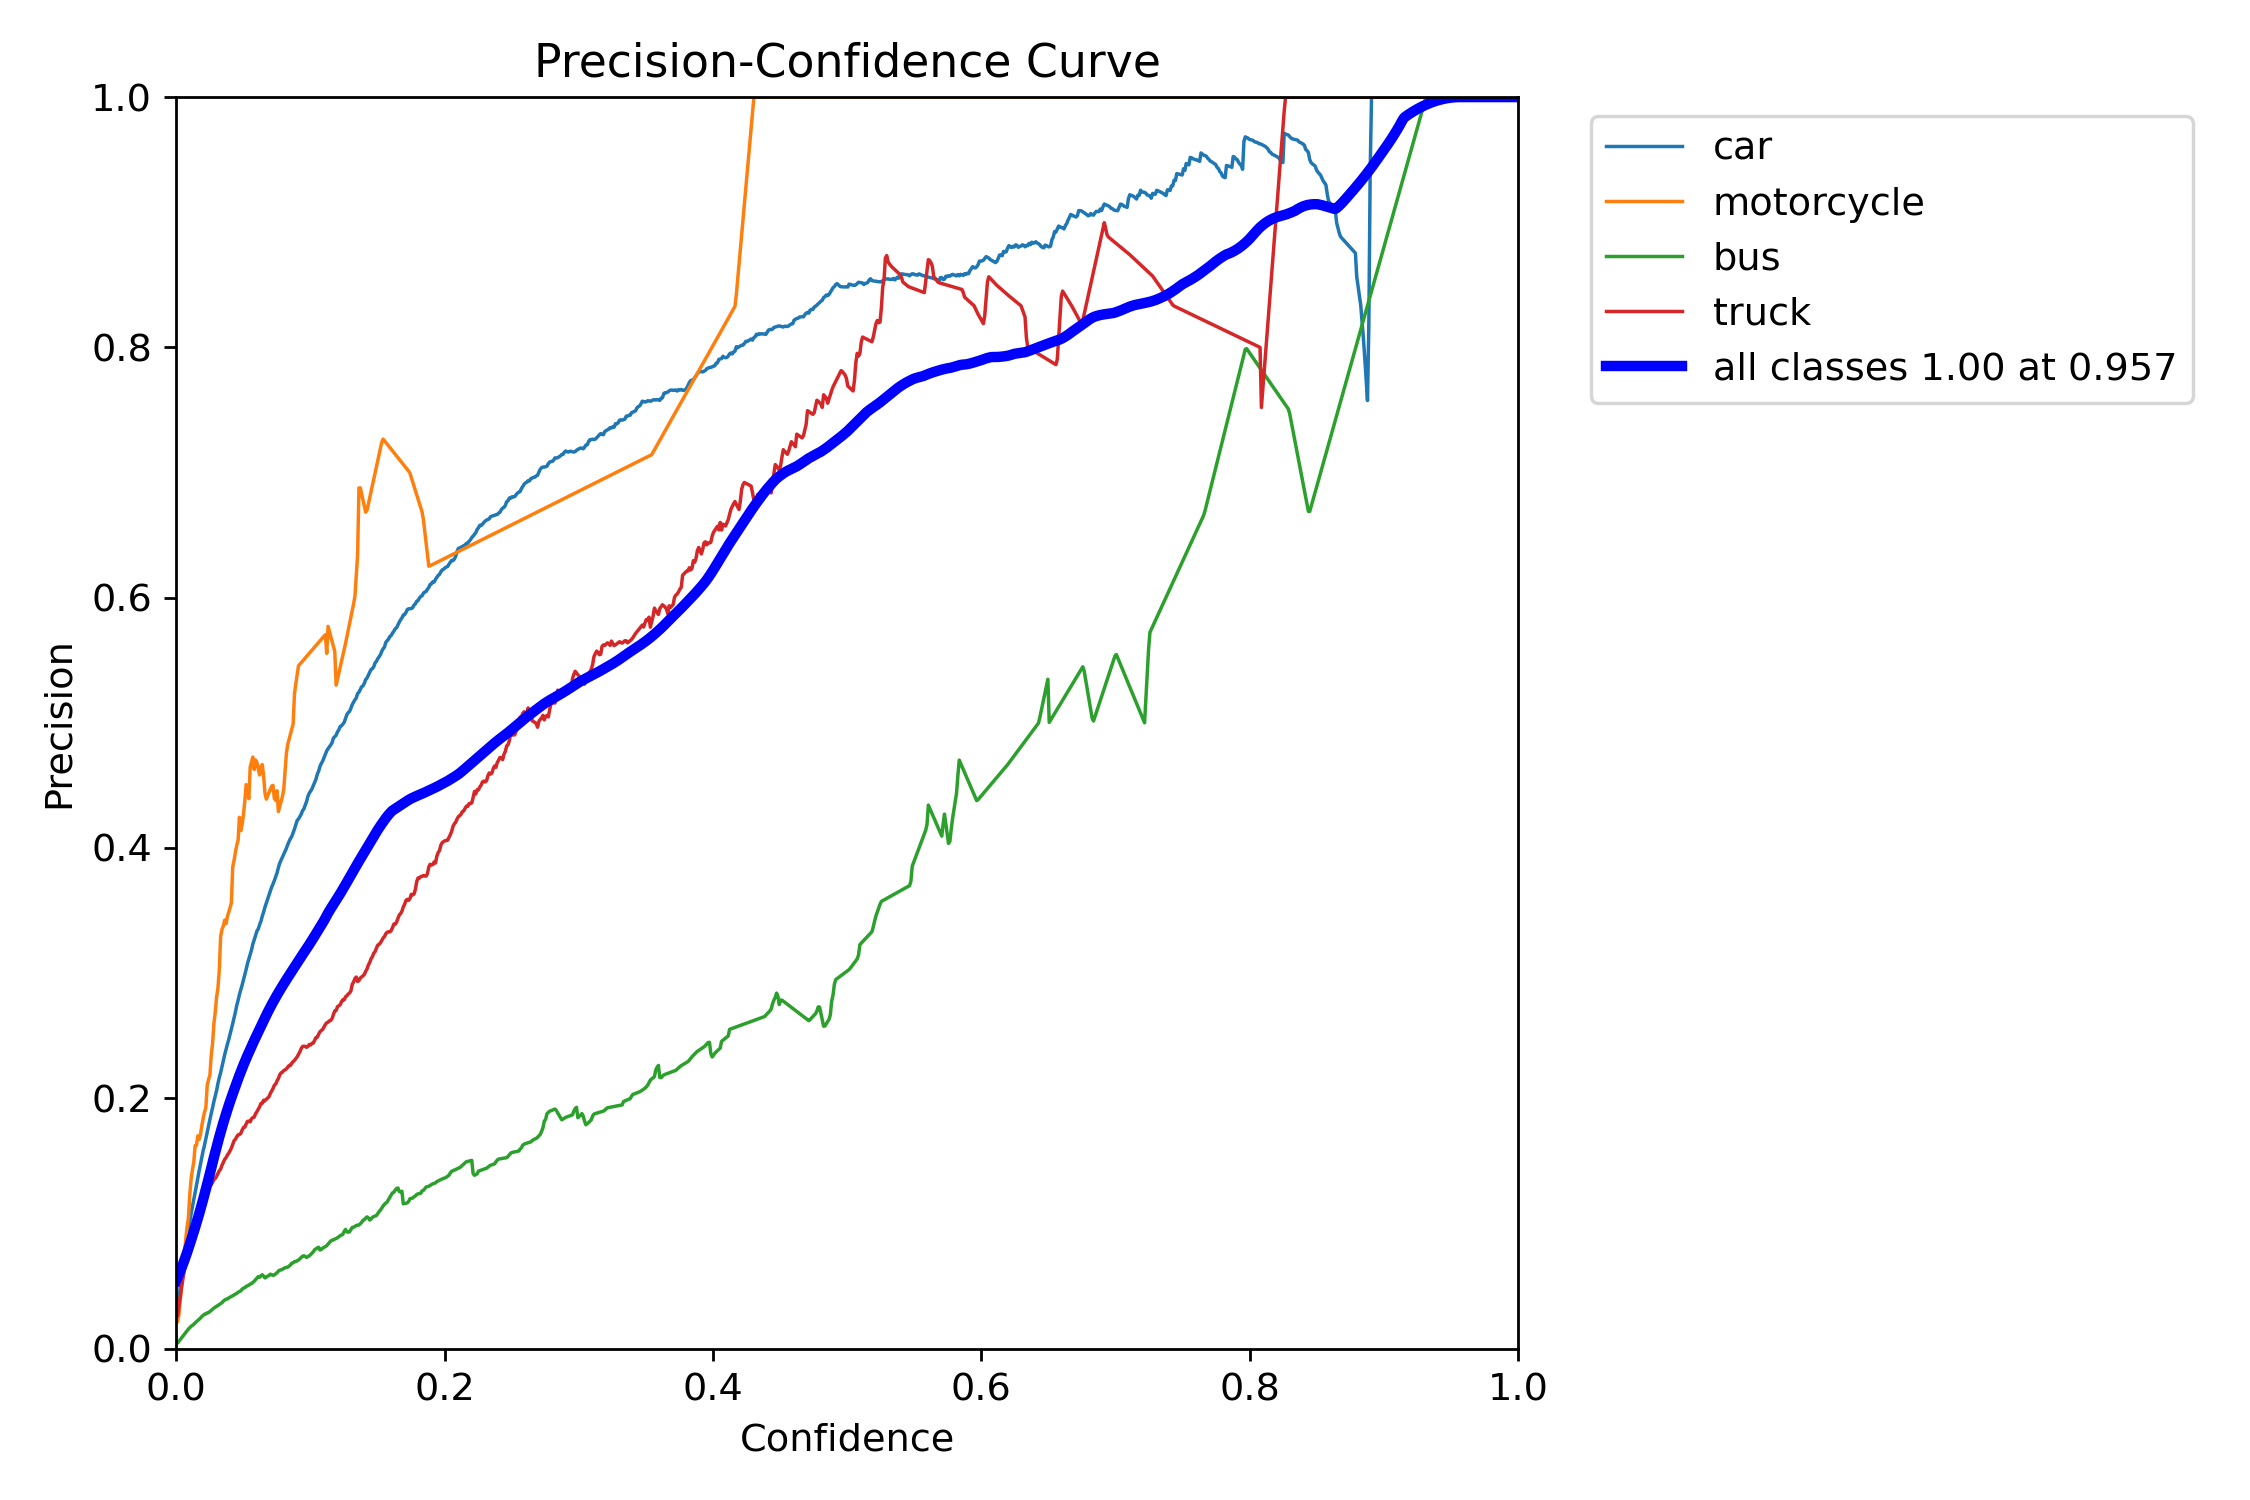 Precision-Confidence Curve
1.0
0.8
0.6
0.4
0.2
0.0
Precision
0.0 0.2 0.4 0.6 0.8 1.0
Confidence
car
motorcycle
bus
truck
all classes 1.00 at 0.957